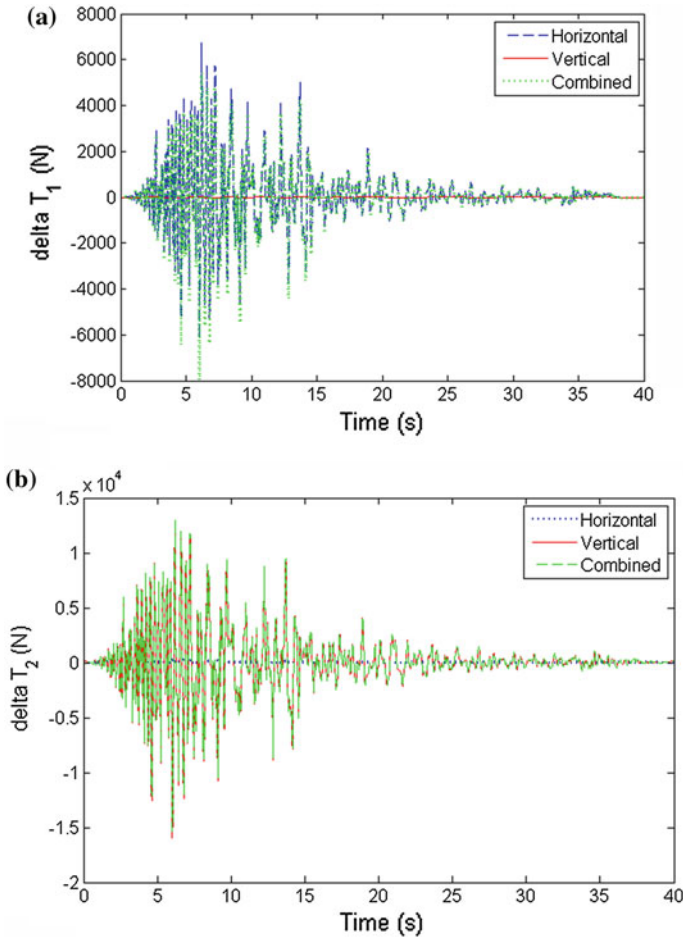 (a)
8000
6000
4000
2000
0
-2000
-4000
-6000
-8000
delta T1 (N)
Horizontal
Vertical
Combined
0 5 10 15 20 25 30 35 40
Time (s)
(b)
1.5 x 10^4
1
0.5
0
-0.5
-1
-1.5
-2
delta T2 (N)
Horizontal
Vertical
Combined
0 5 10 15 20 25 30 35 40
Time (s)